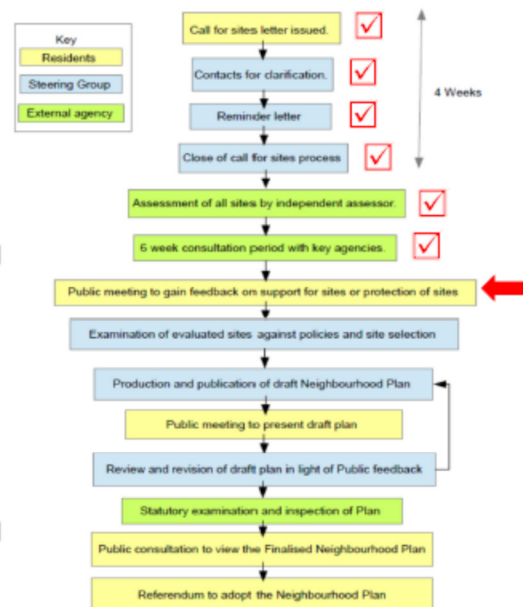 Key
Residents
Steering Group
External agency
Call for sites letter issued.
Contacts for clarification.
Reminder letter
Close of call for sites process
4 Weeks
Assessment of all sites by independent assessor.
6 week consultation period with key agencies.
Public meeting to gain feedback on support for sites or protection of sites
Examination of evaluated sites against policies and site selection
Production and publication of draft Neighbourhood Plan
Public meeting to present draft plan
Review and revision of draft plan in light of Public feedback
Statutory examination and inspection of Plan
Public consultation to view the Finalised Neighbourhood Plan
Referendum to adopt the Neighbourhood Plan